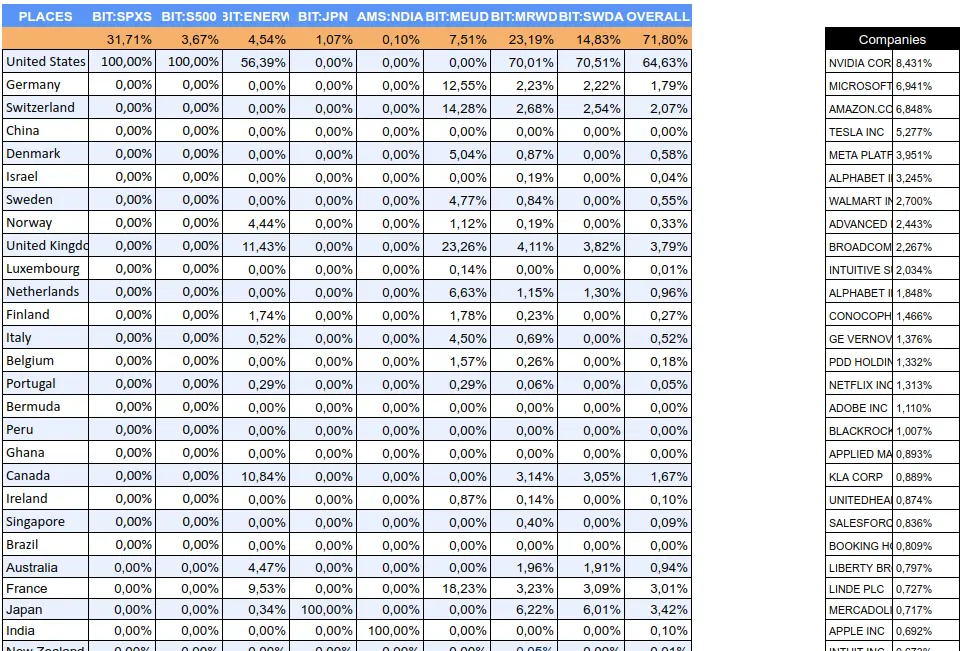 PLACES BIT:SPXS BIT:S500 BIT:ENERW BIT:JPN AMS:NDIA BIT:MEUD BIT:MRWD BIT:SWDA OVERALL
31,71% 3,67% 4,54% 1,07% 0,10% 7,51% 23,19% 14,83% 71,80% Companies
United States 100,00% 100,00% 56,39% 0,00% 0,00% 0,00% 70,01% 70,51% 64,63% NVIDIA COR 8,431%
Germany 0,00% 0,00% 0,00% 0,00% 0,00% 12,55% 2,23% 2,22% 1,79% MICROSOFT 6,941%
Switzerland 0,00% 0,00% 0,00% 0,00% 0,00% 14,28% 2,68% 2,54% 2,07% AMAZON.CO 6,848%
China 0,00% 0,00% 0,00% 0,00% 0,00% 0,00% 0,00% 0,00% 0,00% TESLA INC 5,277%
Denmark 0,00% 0,00% 0,00% 0,00% 0,00% 5,04% 0,87% 0,00% 0,58% META PLATF 3,951%
Israel 0,00% 0,00% 0,00% 0,00% 0,00% 0,00% 0,19% 0,00% 0,04% ALPHABET I 3,245%
Sweden 0,00% 0,00% 0,00% 0,00% 0,00% 4,77% 0,84% 0,00% 0,55% WALMART IN 2,700%
Norway 0,00% 0,00% 4,44% 0,00% 0,00% 1,12% 0,19% 0,00% 0,33% ADVANCED 2,443%
United Kingdo 0,00% 0,00% 11,43% 0,00% 0,00% 23,26% 4,11% 3,82% 3,79% BROADCOM 2,267%
Luxembourg 0,00% 0,00% 0,00% 0,00% 0,00% 0,14% 0,00% 0,00% 0,01% INTUITIVE SU 2,034%
Netherlands 0,00% 0,00% 0,00% 0,00% 0,00% 6,63% 1,15% 1,30% 0,96% ALPHABET I 1,848%
Finland 0,00% 0,00% 1,74% 0,00% 0,00% 1,78% 0,23% 0,00% 0,27% CONOCOPH 1,466%
Italy 0,00% 0,00% 0,52% 0,00% 0,00% 4,50% 0,69% 0,00% 0,52% GE VERNOV 1,376%
Belgium 0,00% 0,00% 0,00% 0,00% 0,00% 1,57% 0,26% 0,00% 0,18% PDD HOLDIN 1,332%
Portugal 0,00% 0,00% 0,29% 0,00% 0,00% 0,29% 0,06% 0,00% 0,05% NETFLIX INC 1,313%
Bermuda 0,00% 0,00% 0,00% 0,00% 0,00% 0,00% 0,00% 0,00% 0,00% ADOBE INC 1,110%
Peru 0,00% 0,00% 0,00% 0,00% 0,00% 0,00% 0,00% 0,00% 0,00% BLACKROCK 1,007%
Ghana 0,00% 0,00% 0,00% 0,00% 0,00% 0,00% 0,00% 0,00% 0,00% APPLIED MA 0,893%
Canada 0,00% 0,00% 10,84% 0,00% 0,00% 0,00% 3,14% 3,05% 1,67% KLA CORP 0,889%
Ireland 0,00% 0,00% 0,00% 0,00% 0,00% 0,87% 0,14% 0,00% 0,10% UNITEDHEA 0,874%
Singapore 0,00% 0,00% 0,00% 0,00% 0,00% 0,00% 0,40% 0,00% 0,09% SALESFORC 0,836%
Brazil 0,00% 0,00% 0,00% 0,00% 0,00% 0,00% 0,00% 0,00% 0,00% BOOKING HO 0,809%
Australia 0,00% 0,00% 4,47% 0,00% 0,00% 0,00% 1,96% 1,91% 0,94% LIBERTY BR 0,797%
France 0,00% 0,00% 9,53% 0,00% 0,00% 18,23% 3,23% 3,09% 3,01% LINDE PLC 0,727%
Japan 0,00% 0,00% 0,34% 100,00% 0,00% 0,00% 6,22% 6,01% 3,42% MERCADOLI 0,717%
India 0,00% 0,00% 0,00% 0,00% 100,00% 0,00% 0,00% 0,00% 0,10% APPLE INC 0,692%
New Zealand 0,00% 0,00% 0,00% 0,00% 0,00% 0,00% 0,05% 0,00% 0,01% INTUIT INC 0,673%